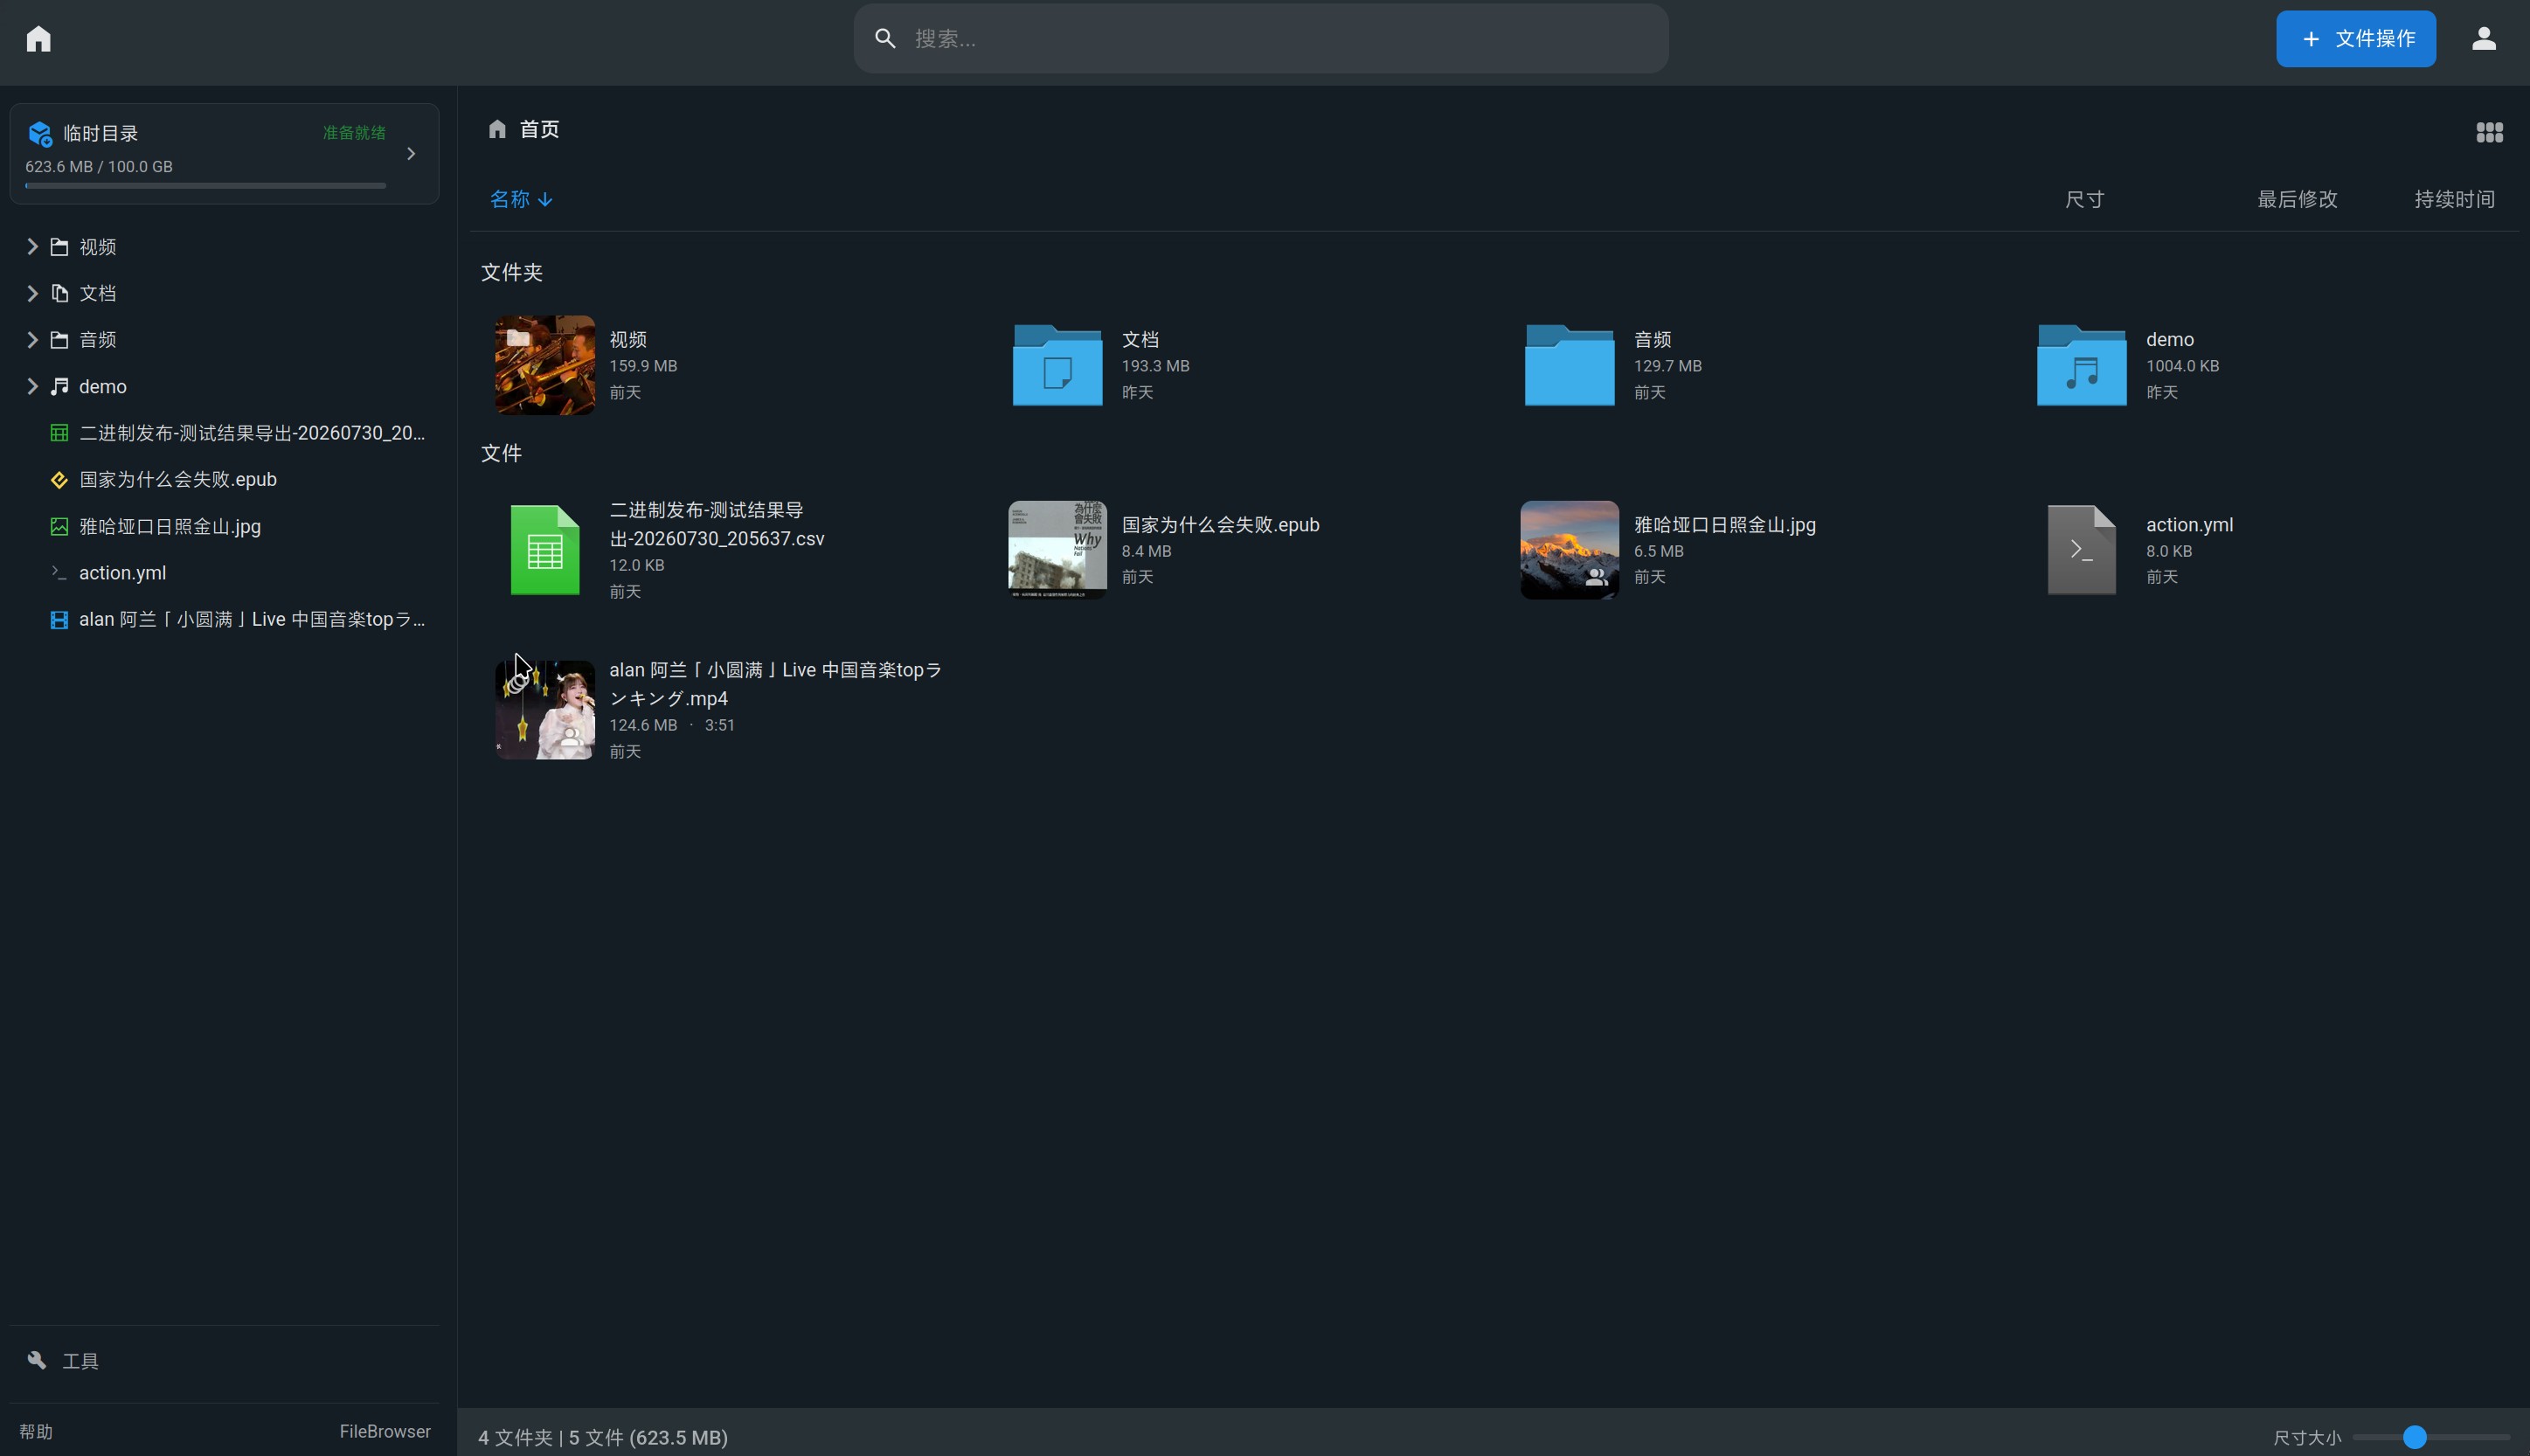 搜索...
文件操作
临时目录
准备就绪
623.6 MB / 100.0 GB
视频
文档
音频
demo
二进制发布-测试结果导出-20260730_20...
国家为什么会失败.epub
雅哈垭口日照金山.jpg
action.yml
alan 阿兰「小圆满」Live 中国音楽topラ...
工具
帮助
FileBrowser
首页
名称
尺寸
最后修改
持续时间
文件夹
视频
159.9 MB
前天
文档
193.3 MB
昨天
音频
129.7 MB
前天
demo
1004.0 KB
昨天
文件
二进制发布-测试结果导
出-20260730_205637.csv
12.0 KB
前天
為什麼
會失敗
Why
Nations
Fail
国家为什么会失败.epub
8.4 MB
前天
雅哈垭口日照金山.jpg
6.5 MB
前天
action.yml
8.0 KB
前天
alan 阿兰「小圆满」Live 中国音楽topラ
ンキング.mp4
124.6 MB · 3:51
前天
4 文件夹 | 5 文件 (623.5 MB)
尺寸大小